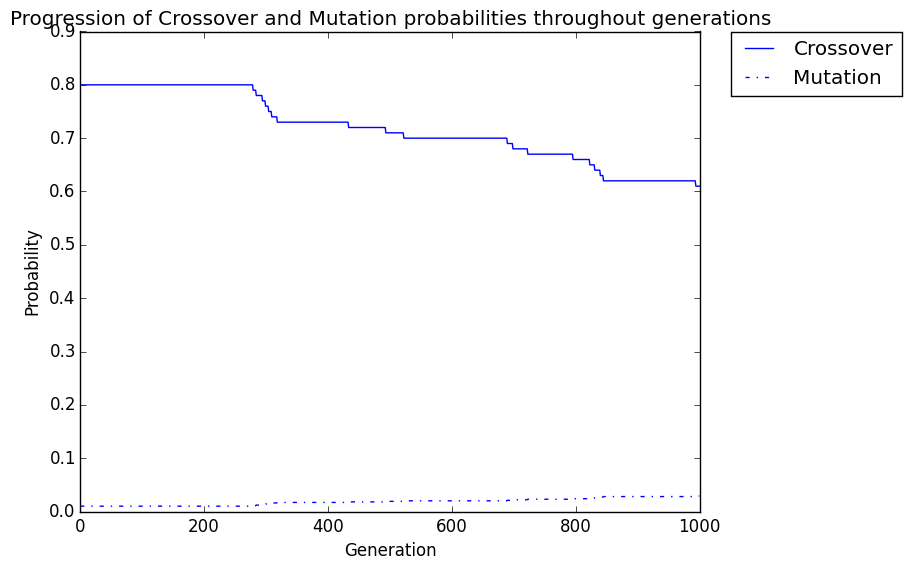 Progression of Crossover and Mutation probabilities throughout generations
0.9
0.8
0.7
0.6
0.5
0.4
0.3
0.2
0.1
0.0
0 200 400 600 800 1000
Probability
Generation
Crossover
Mutation